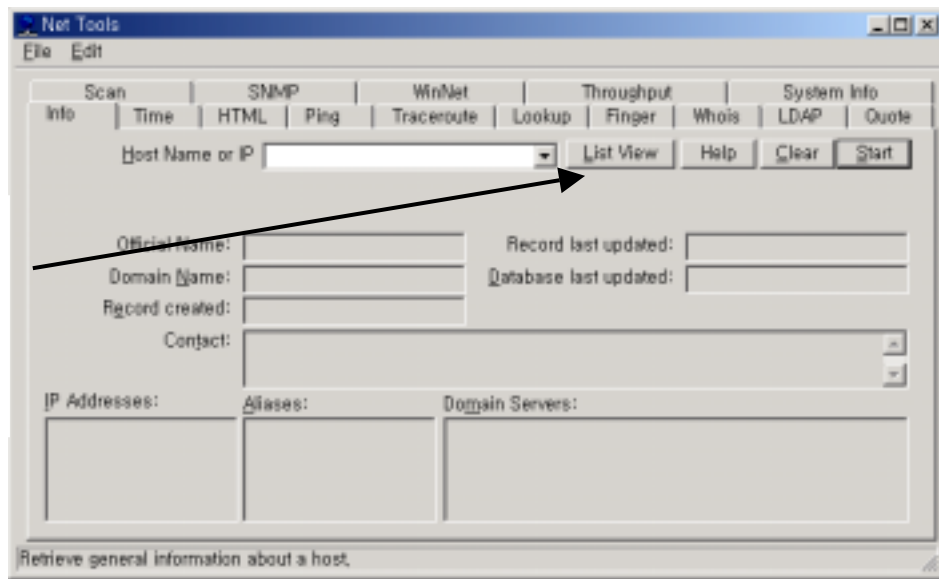 Net Tools
File Edit
Scan SNMP WinNet Throughput System Info
Info Time HTML Ping Traceroute Lookup Finger Whois LDAP Quote
Host Name or IP List View Help Clear Start
Official Name: Record last updated:
Domain Name: Database last updated:
Record created:
Contact:
IP Addresses: Aliases: Domain Servers:
Retrieve general information about a host.